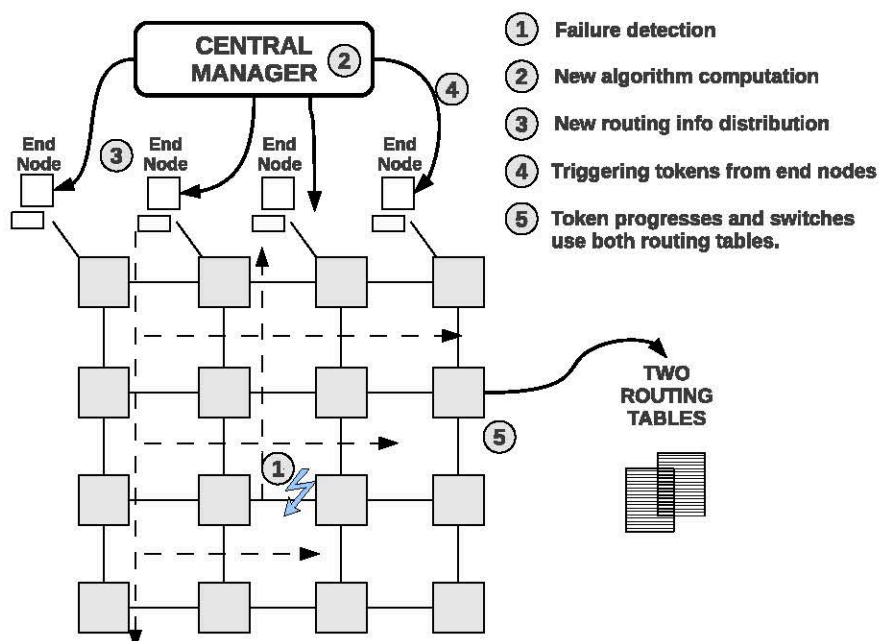 CENTRAL
MANAGER
2
4
3
End
Node
End
Node
End
Node
End
Node
1
5
TWO
ROUTING
TABLES
1 Failure detection
2 New algorithm computation
3 New routing info distribution
4 Triggering tokens from end nodes
5 Token progresses and switches
use both routing tables.